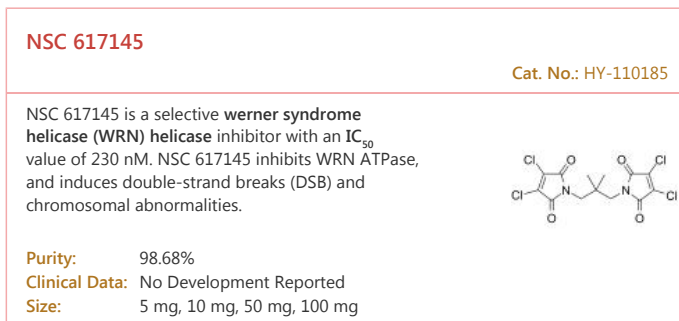 NSC 617145
Cat. No.: HY-110185
NSC 617145 is a selective werner syndrome
helicase (WRN) helicase inhibitor with an IC50
value of 230 nM. NSC 617145 inhibits WRN ATPase,
and induces double-strand breaks (DSB) and
chromosomal abnormalities.
Cl O O Cl
Cl N N Cl
O O
Purity: 98.68%
Clinical Data: No Development Reported
Size: 5 mg, 10 mg, 50 mg, 100 mg